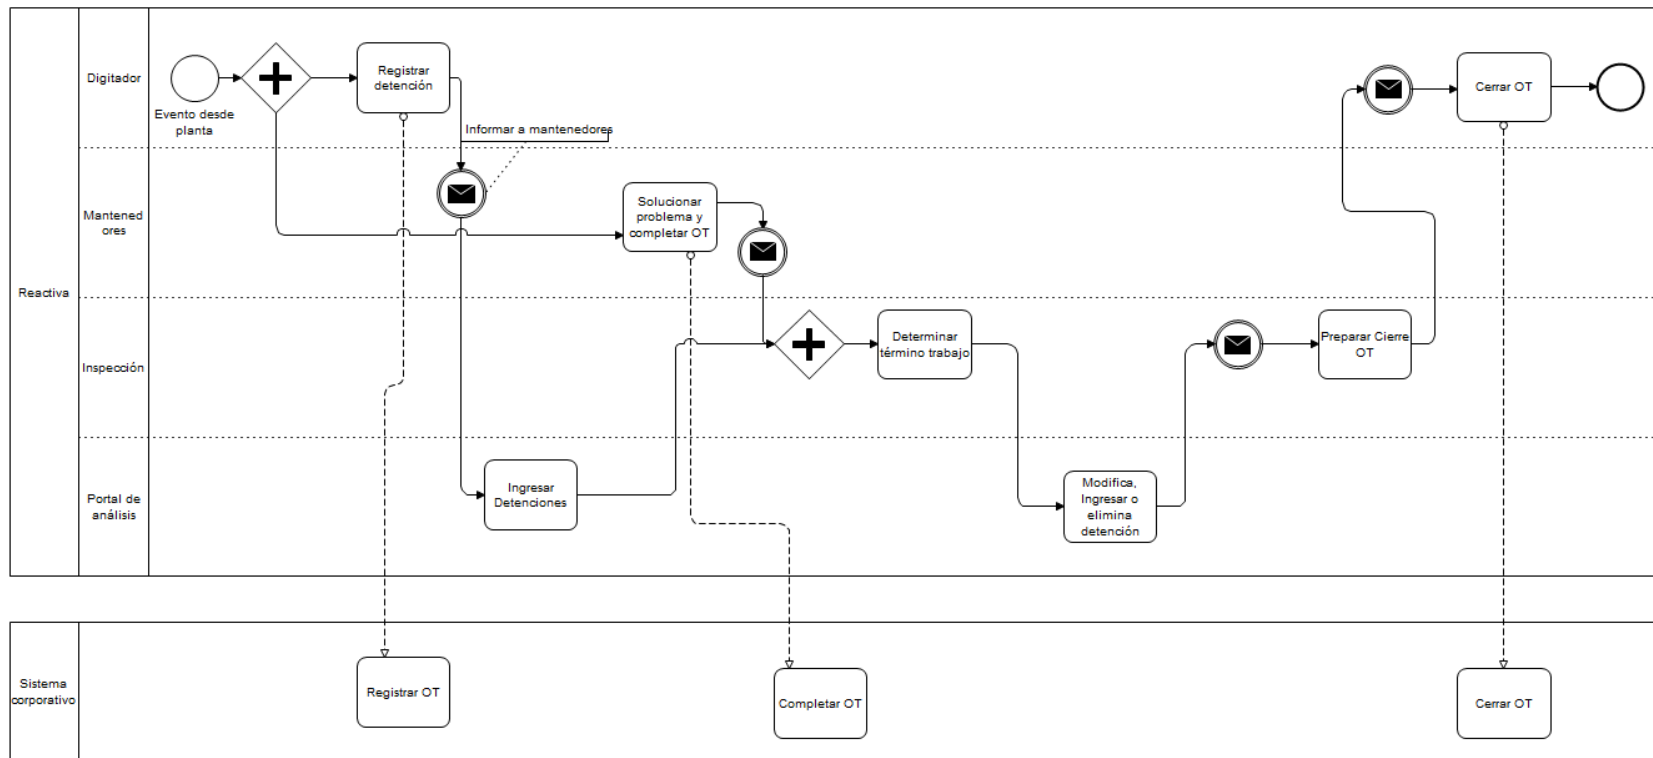 Reactiva
Digitador
Evento desde
planta
Registrar
detención
Informar a mantenedores
Cerrar OT
Mantened
ores
Solucionar
problema y
completar OT
Inspección
Determinar
término trabajo
Preparar Cierre
OT
Portal de
análisis
Ingresar
Detenciones
Modifica,
Ingresar o
elimina
detención
Sistema
corporativo
Registrar OT
Completar OT
Cerrar OT